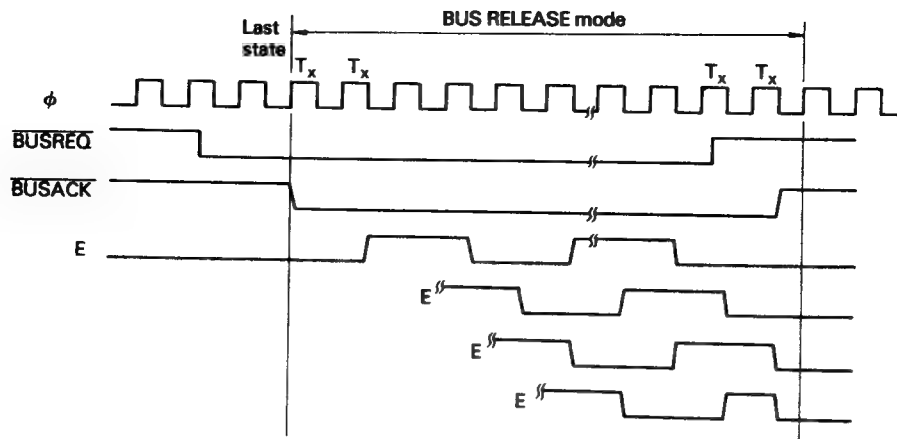 BUS RELEASE mode
Last
state
Tx Tx Tx Tx
φ
BUSREQ
BUSACK
E
E
E
E